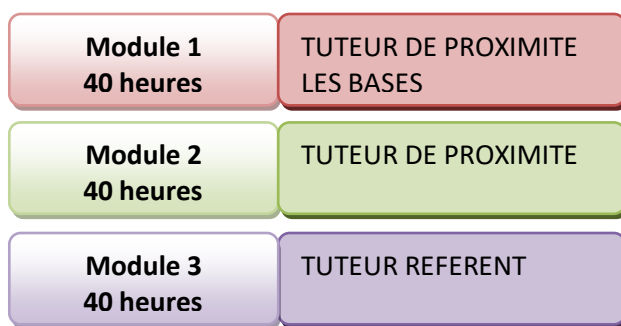 Module 1
40 heures
TUTEUR DE PROXIMITE
LES BASES
Module 2
40 heures
TUTEUR DE PROXIMITE
Module 3
40 heures
TUTEUR REFERENT